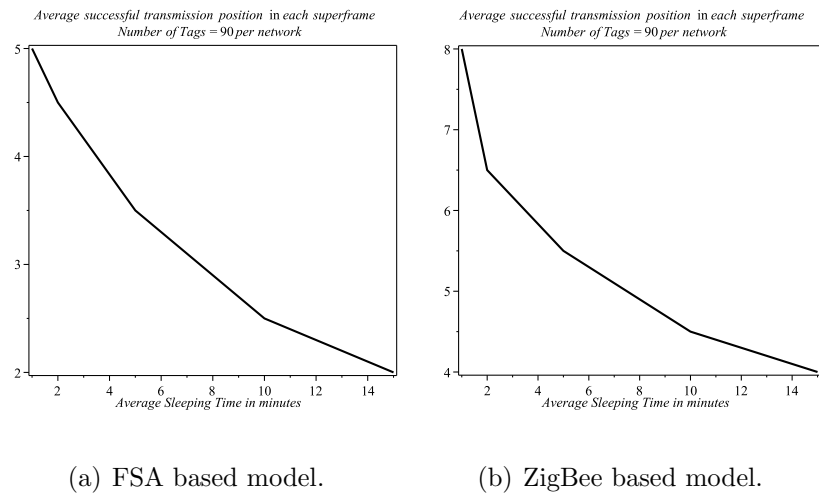 Average successful transmission position in each superframe
Number of Tags = 90 per network
5
4
3
2
2
4
6
8
10
12
14
Average Sleeping Time in minutes
(a) FSA based model.
Average successful transmission position in each superframe
Number of Tags = 90 per network
8
7
6
5
4
2
4
6
8
10
12
14
Average Sleeping Time in minutes
(b) ZigBee based model.